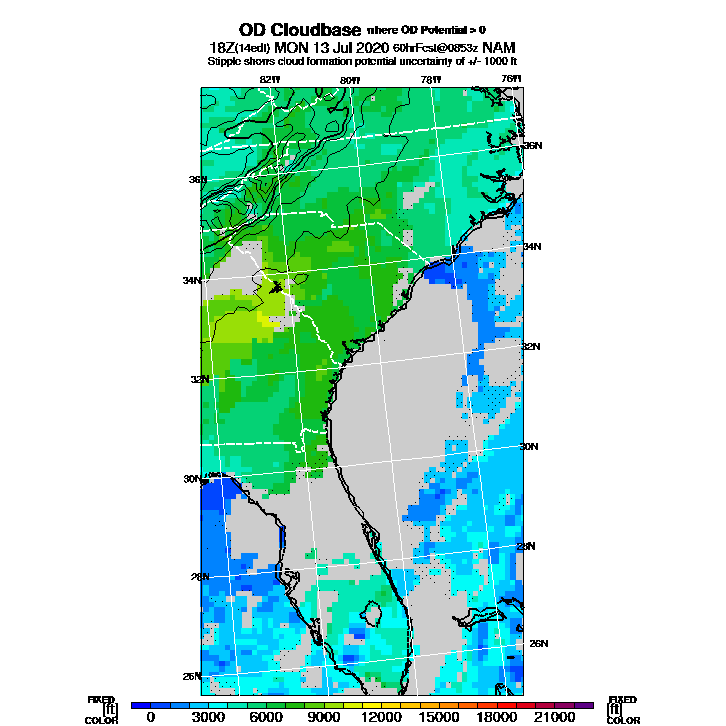 OD Cloudbase where OD Potential > 0
18Z(14edt) MON 13 Jul 2020 60hrFcst@0853z NAM
Stipple shows cloud formation potential uncertainty of +/- 1000 ft
82W 80W 78W 76W
36N
36N
34N
34N
32N
32N
30N
30N
28N
28N
26N
26N
FIXED FIXED
[ft] 0 3000 6000 9000 12000 15000 18000 21000 [ft]
COLOR COLOR